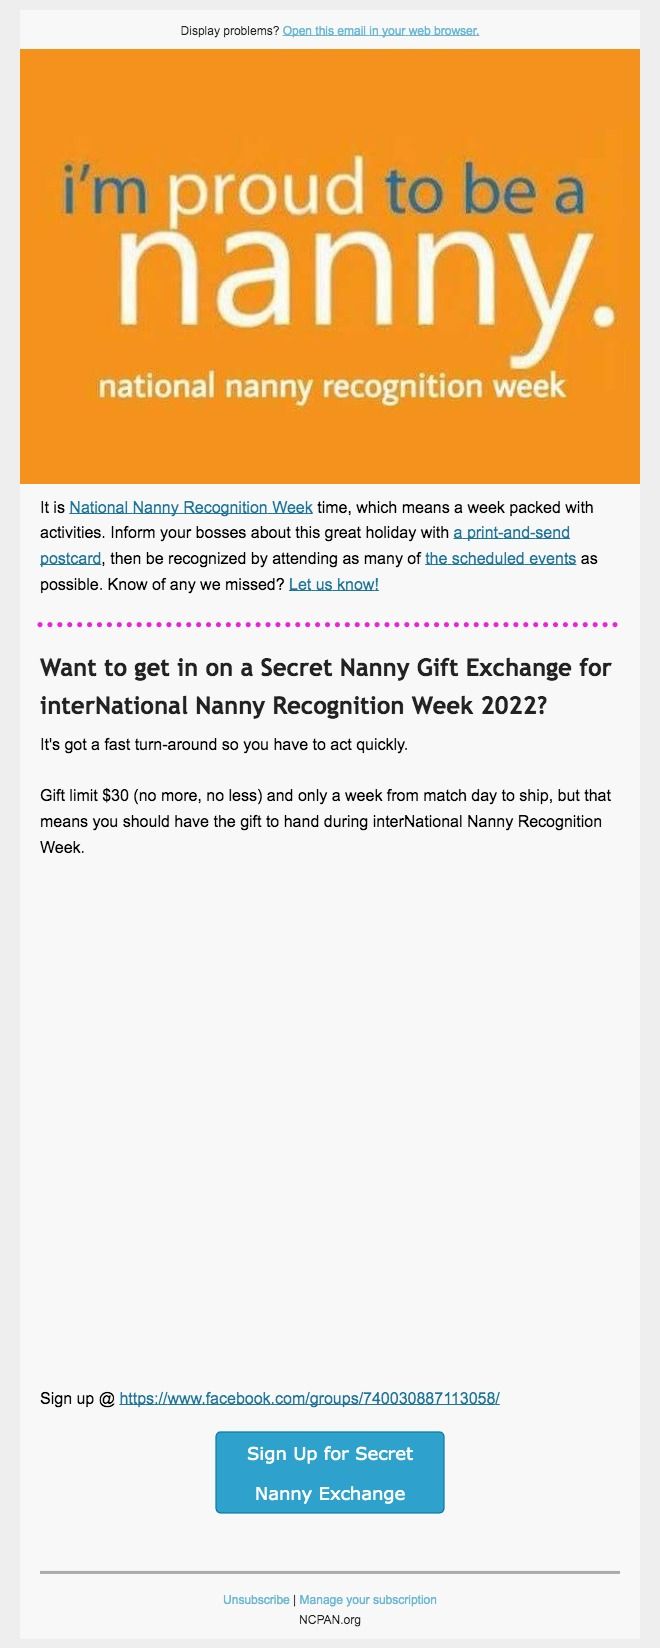 Display problems? Open this email in your web browser.
i'm proud to be a
nanny.
national nanny recognition week
It is National Nanny Recognition Week time, which means a week packed with
activities. Inform your bosses about this great holiday with a print-and-send
postcard, then be recognized by attending as many of the scheduled events as
possible. Know of any we missed? Let us know!
Want to get in on a Secret Nanny Gift Exchange for
interNational Nanny Recognition Week 2022?
It's got a fast turn-around so you have to act quickly.
Gift limit $30 (no more, no less) and only a week from match day to ship, but that
means you should have the gift to hand during interNational Nanny Recognition
Week.
Sign up @ https://www.facebook.com/groups/740030887113058/
Sign Up for Secret
Nanny Exchange
Unsubscribe | Manage your subscription
NCPAN.org